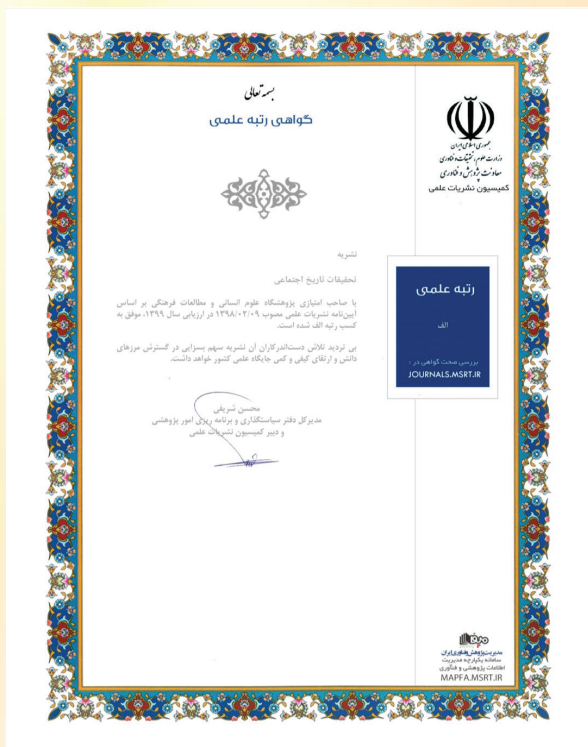 بسمه تعالی
گواهی رتبه علمی
جمهوری اسلامی ایران
وزارت علوم، تحقیقات و فناوری
معاونت پژوهش و فناوری
کمیسیون نشریات علمی
نشریه
تحقیقات تاریخ اجتماعی
با صاحب امتیازی پژوهشگاه علوم انسانی و مطالعات فرهنگی بر اساس
آیین‌نامه نشریات علمی مصوب ۱۳۹۸/۰۲/۰۹ در ارزیابی سال ۱۳۹۹، موفق به
کسب رتبه الف شده است.
بی تردید تلاش دست‌اندرکاران آن نشریه سهم بسزایی در گسترش مرزهای
دانش و ارتقای کیفی و کمی جایگاه علمی کشور خواهد داشت.
محسن شریفی
مدیرکل دفتر سیاستگذاری و برنامه ریزی امور پژوهشی
و دبیر کمیسیون نشریات علمی
رتبه علمی
الف
بررسی صحت گواهی در :
JOURNALS.MSRT.IR
مدیریت پژوهش و فناوری ایران
سامانه یکپارچه مدیریت
اطلاعات پژوهشی و فناوری
MAPFA.MSRT.IR